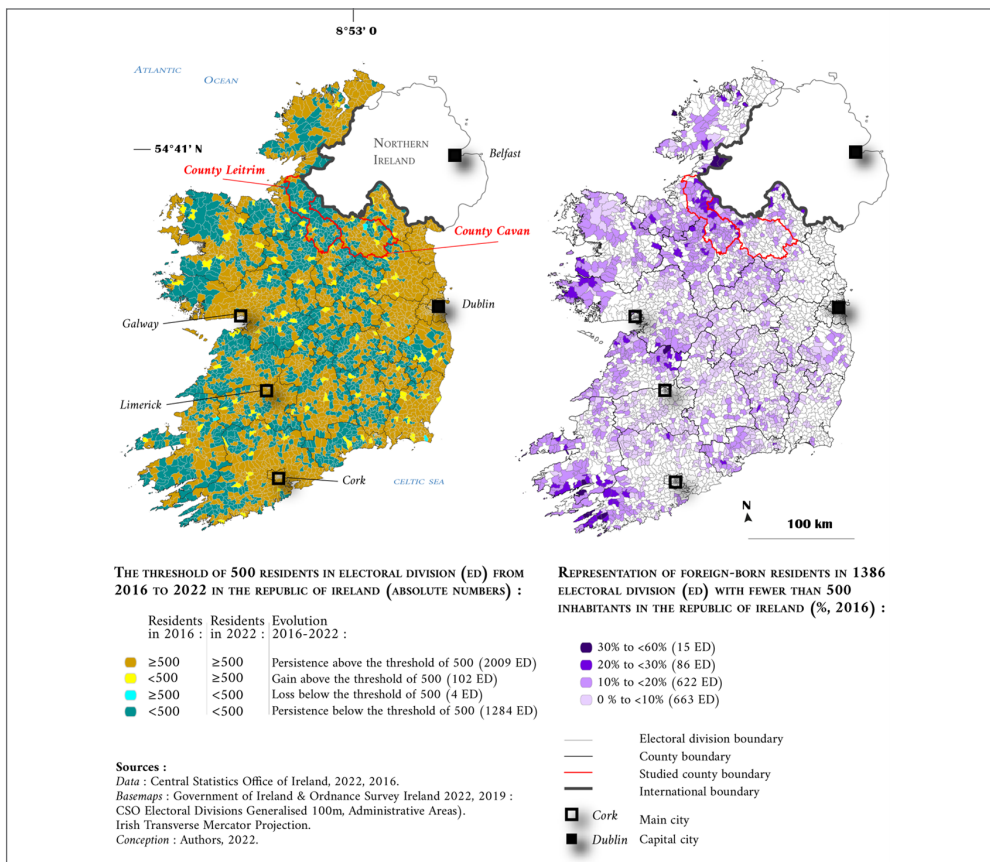 8°53' 0
Atlantic
Ocean
54°41' N
Northern
Ireland
Belfast
County Leitrim
County Cavan
Dublin
Galway
Limerick
Cork
celtic sea
N
100 km
The threshold of 500 residents in electoral division (ED) from
2016 to 2022 in the Republic of Ireland (absolute numbers) :
Residents in 2016 : Residents in 2022 : Evolution 2016-2022 :
≥500 ≥500 Persistence above the threshold of 500 (2009 ED)
<500 ≥500 Gain above the threshold of 500 (102 ED)
≥500 <500 Loss below the threshold of 500 (4 ED)
<500 <500 Persistence below the threshold of 500 (1284 ED)
Sources :
Data : Central Statistics Office of Ireland, 2022, 2016.
Basemaps : Government of Ireland & Ordnance Survey Ireland 2022, 2019 :
CSO Electoral Divisions Generalised 100m, Administrative Areas).
Irish Transverse Mercator Projection.
Conception : Authors, 2022.
Representation of foreign-born residents in 1386
electoral division (ED) with fewer than 500
inhabitants in the Republic of Ireland (%, 2016) :
30% to <60% (15 ED)
20% to <30% (86 ED)
10% to <20% (622 ED)
0 % to <10% (663 ED)
Electoral division boundary
County boundary
Studied county boundary
International boundary
Cork Main city
Dublin Capital city